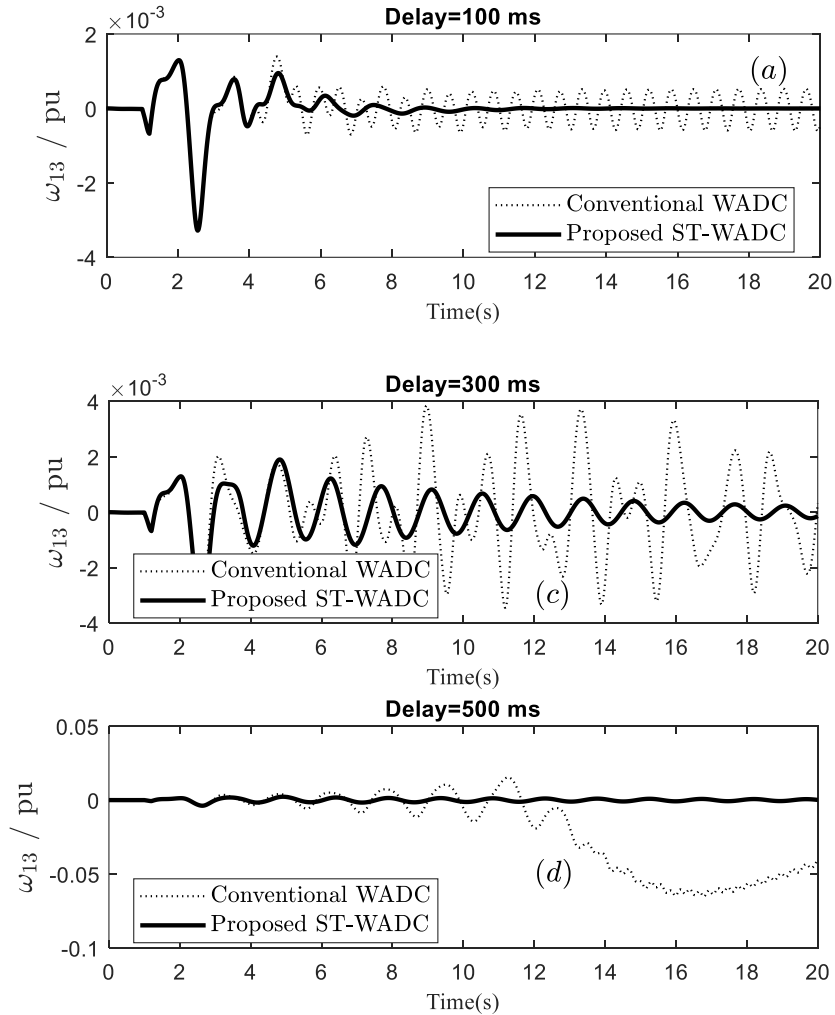 ×10⁻³
Delay=100 ms
2
0
-2
-4
(a)
ω₁₃ / pu
Conventional WADC
Proposed ST-WADC
0 2 4 6 8 10 12 14 16 18 20
Time(s)
×10⁻³
Delay=300 ms
4
2
0
-2
-4
ω₁₃ / pu
Conventional WADC
Proposed ST-WADC
(c)
0 2 4 6 8 10 12 14 16 18 20
Time(s)
Delay=500 ms
0.05
0
-0.05
-0.1
ω₁₃ / pu
Conventional WADC
Proposed ST-WADC
(d)
0 2 4 6 8 10 12 14 16 18 20
Time(s)